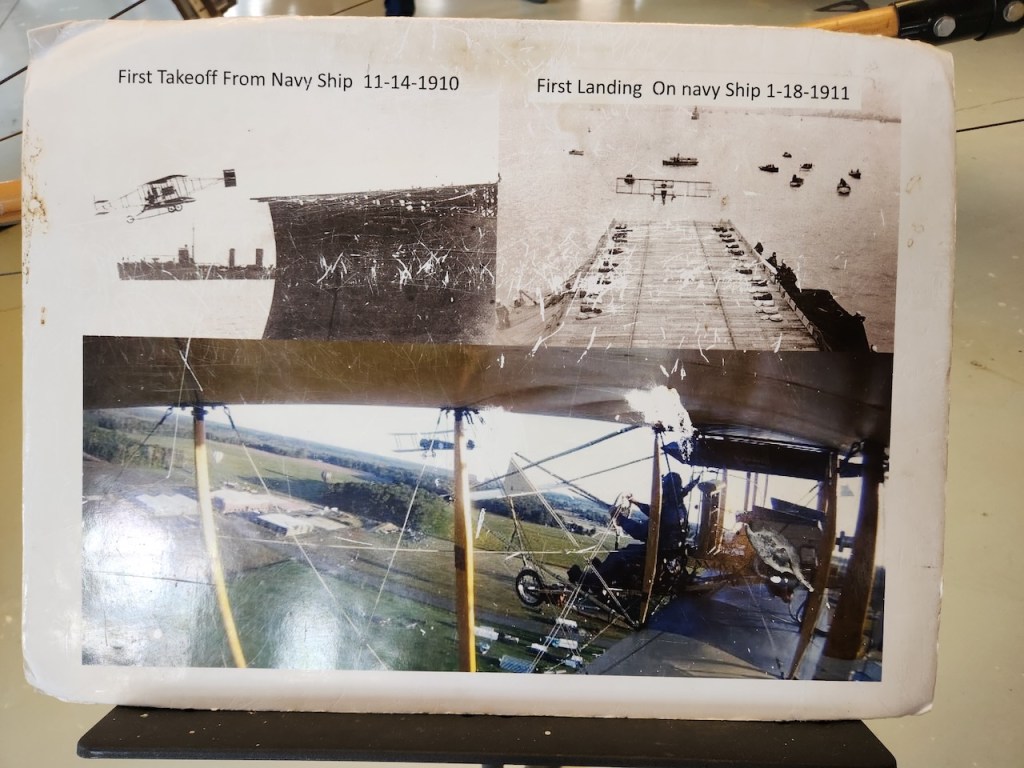 First Takeoff From Navy Ship 11-14-1910
First Landing On navy Ship 1-18-1911